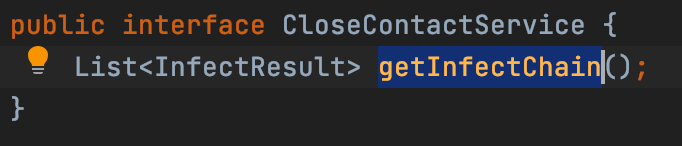 public interface CloseContactService {
List<InfectResult> getInfectChain();
}